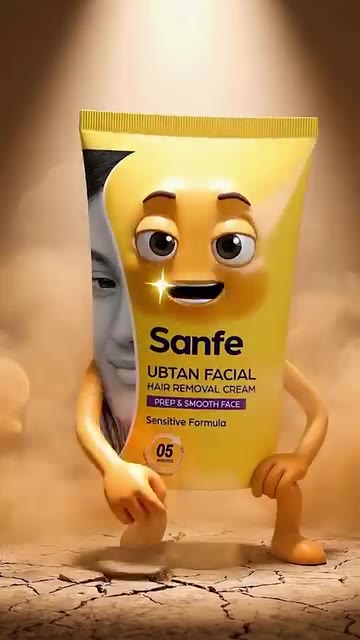 Sanfe
UBTAN FACIAL
HAIR REMOVAL CREAM
PREP & SMOOTH FACE
Sensitive Formula
05